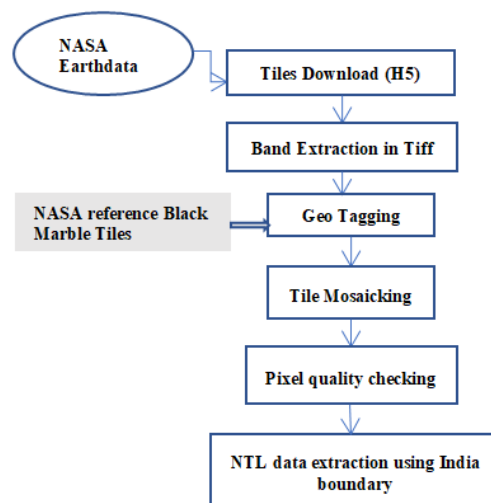 NASA
Earthdata
Tiles Download (H5)
Band Extraction in Tiff
NASA reference Black
Marble Tiles
Geo Tagging
Tile Mosaicking
Pixel quality checking
NTL data extraction using India
boundary